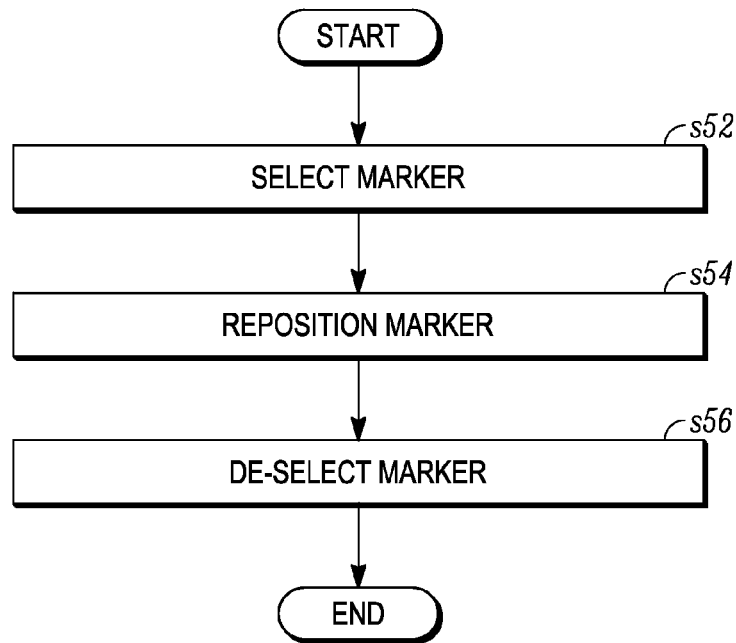 START
s52
SELECT MARKER
s54
REPOSITION MARKER
s56
DE-SELECT MARKER
END